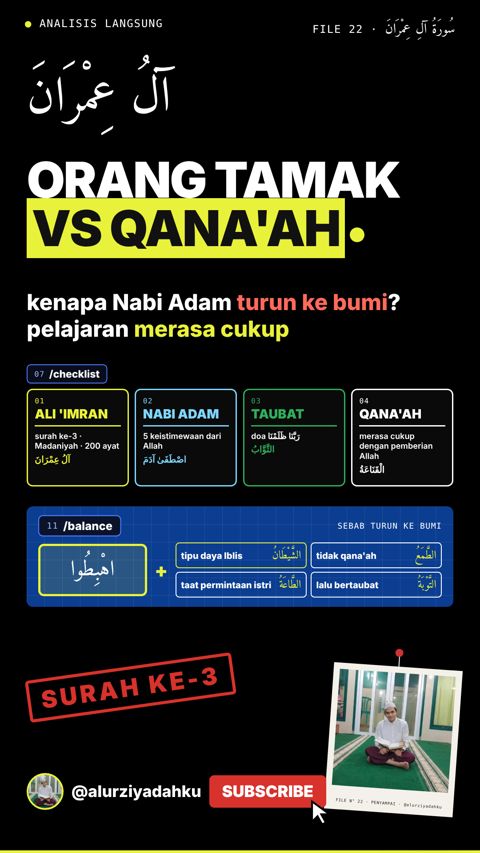 ANALISIS LANGSUNG
FILE 22 · سُورَةُ آلِ عِمْرَانَ
آلُ عِمْرَانَ
ORANG TAMAK
VS QANA'AH
kenapa Nabi Adam turun ke bumi?
pelajaran merasa cukup
07 /checklist
01
ALI 'IMRAN
surah ke-3 ·
Madaniyah · 200 ayat
آلُ عِمْرَانَ
02
NABI ADAM
5 keistimewaan dari
Allah
اصْطَفَىٰ آدَمَ
03
TAUBAT
doa رَبَّنَا ظَلَمْنَا
التَّوَّابُ
04
QANA'AH
merasa cukup
dengan pemberian
Allah
الْقَنَاعَةُ
11 /balance
SEBAB TURUN KE BUMI
اهْبِطُوا
+
tipu daya Iblis الشَّيْطَانُ
tidak qana'ah الطَّمَعُ
taat permintaan istri الطَّاعَةُ
lalu bertaubat التَّوْبَةُ
SURAH KE-3
FILE N° 22 · PENYAMPAI · @alurziyadahku
@alurziyadahku
SUBSCRIBE